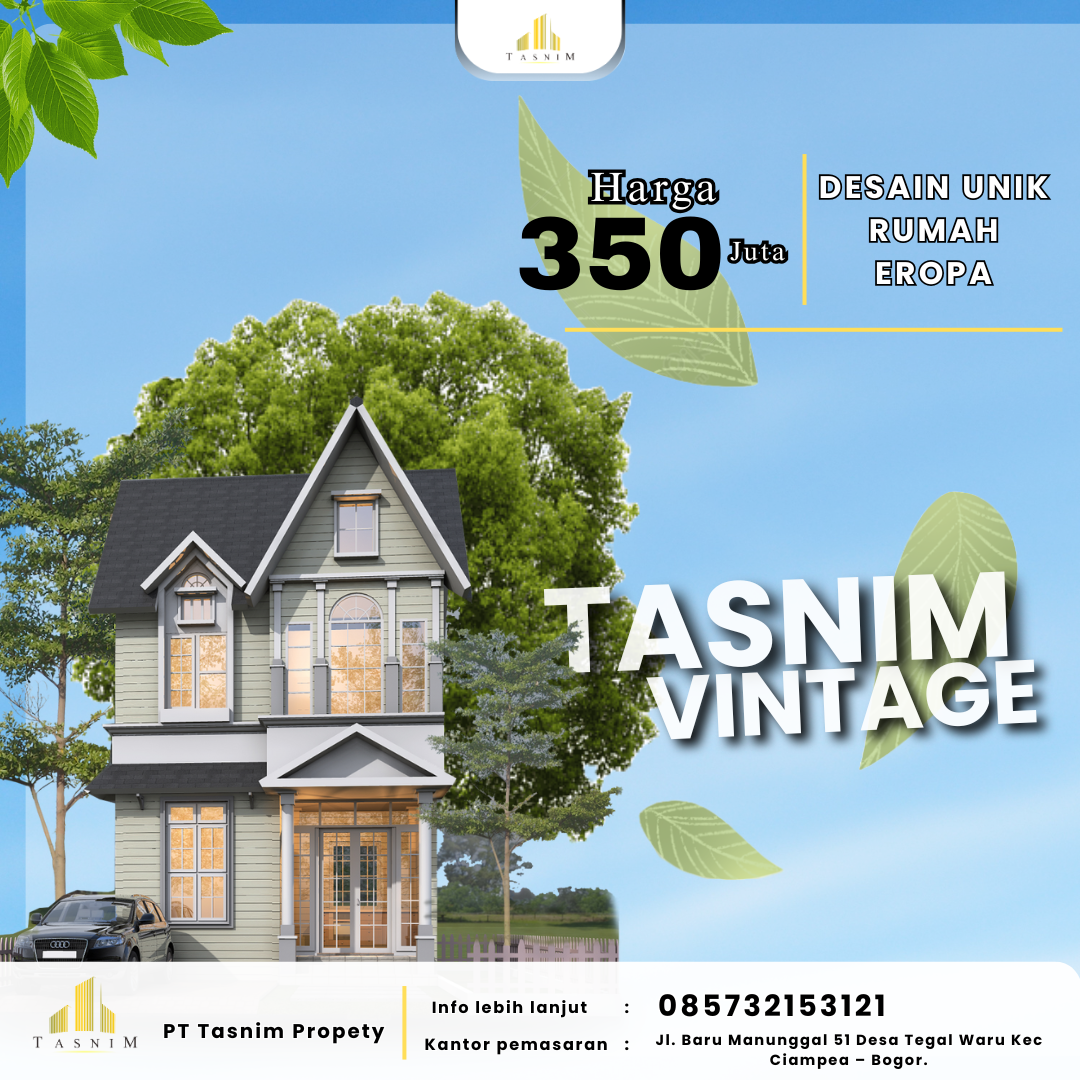 TASNIM
Harga
350 Juta
DESAIN UNIK
RUMAH
EROPA
TASNIM
VINTAGE
TASNIM
PT Tasnim Propety
Info lebih lanjut : 085732153121
Kantor pemasaran : Jl. Baru Manunggal 51 Desa Tegal Waru Kec
Ciampea – Bogor.